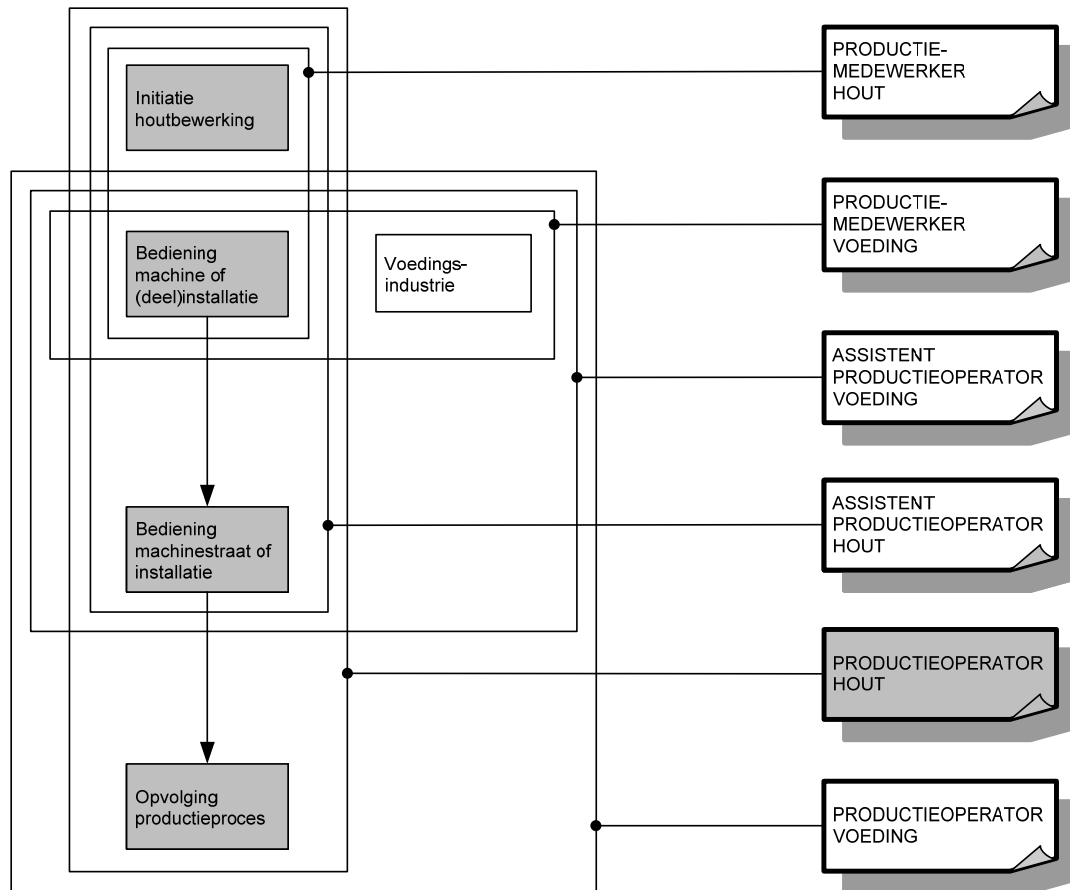 Initiatie
houtbewerking
PRODUCTIE-
MEDEWERKER
HOUT
Bediening
machine of
(deel)installatie
Voedings-
industrie
PRODUCTIE-
MEDEWERKER
VOEDING
ASSISTENT
PRODUCTIEOPERATOR
VOEDING
Bediening
machinestraat of
installatie
ASSISTENT
PRODUCTIEOPERATOR
HOUT
PRODUCTIEOPERATOR
HOUT
Opvolging
productieproces
PRODUCTIEOPERATOR
VOEDING